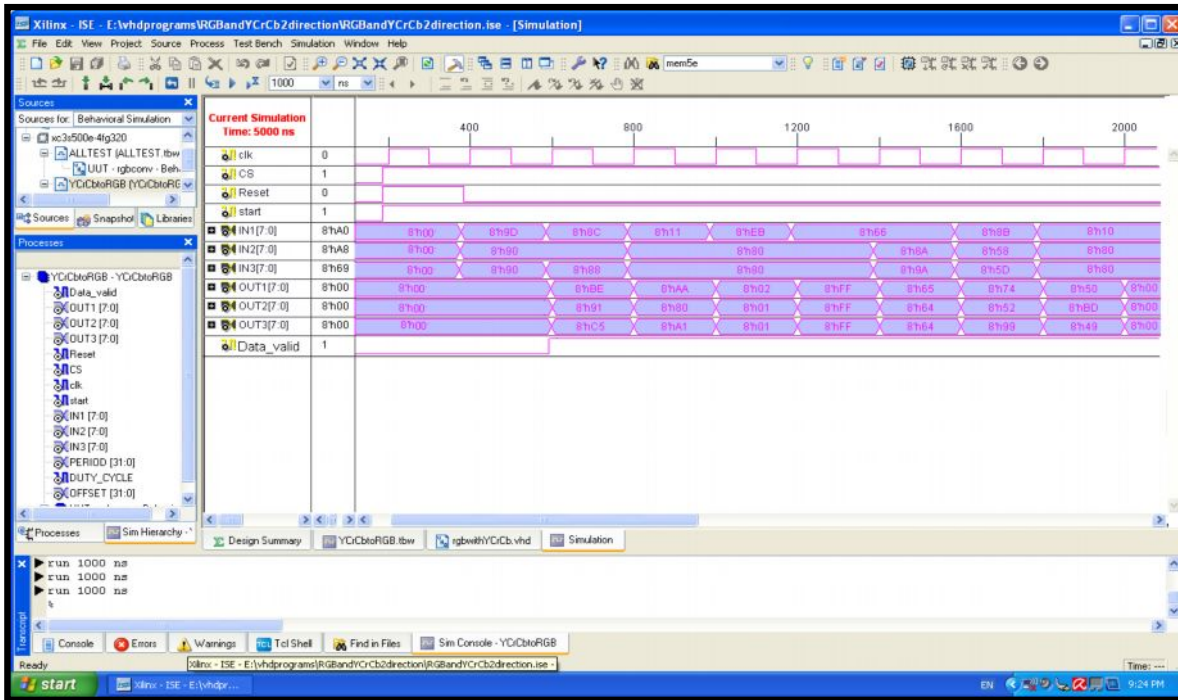 Xilinx - ISE - E:\vhdprograms\RGBandYCrCb2direction\RGBandYCrCb2direction.ise - [Simulation]
File Edit View Project Source Process Test Bench Simulation Window Help
mem5e
1000 ns
Sources
Sources for: Behavioral Simulation
xc3s500e-4fg320
ALLTEST (ALLTEST.tbw
UUT - rgbconv - Beh
YCrCbtoRGB (YCrCbtoRG
Sources Snapshot Libraries
Processes
YCrCbtoRGB - YCrCbtoRGB
Data_valid
OUT1 [7:0]
OUT2 [7:0]
OUT3 [7:0]
Reset
CS
clk
start
IN1 [7:0]
IN2 [7:0]
IN3 [7:0]
PERIOD [31:0]
DUTY_CYCLE
OFFSET [31:0]
Processes Sim Hierarchy -
Current Simulation
Time: 5000 ns
400 800 1200 1600 2000
clk 0
CS 1
Reset 0
start 1
IN1[7:0] 8'hA0 8'h00 8'h9D 8'h8C 8'h11 8'hEB 8'h66 8'h8B 8'h10
IN2[7:0] 8'hA8 8'h00 8'h90 8'h80 8'h8A 8'h58 8'h80
IN3[7:0] 8'h69 8'h00 8'h90 8'h88 8'h80 8'h9A 8'h5D 8'h80
OUT1[7:0] 8'h00 8'h00 8'hBE 8'hAA 8'h02 8'hFF 8'h65 8'h74 8'h50 8'h00
OUT2[7:0] 8'h00 8'h00 8'h91 8'h80 8'h01 8'hFF 8'h64 8'h52 8'hBD 8'h00
OUT3[7:0] 8'h00 8'h00 8'hC5 8'hA1 8'h01 8'hFF 8'h64 8'h99 8'h49 8'h00
Data_valid 1
Design Summary YCrCbtoRGB.tbw rgbwithYCrCb.vhd Simulation
run 1000 ns
run 1000 ns
run 1000 ns
%
Transcript
Console Errors Warnings Tcl Shell Find in Files Sim Console - YCrCbtoRGB
Ready Xilinx - ISE - E:\vhdprograms\RGBandYCrCb2direction\RGBandYCrCb2direction.ise - Time: ---
start Xilinx - ISE - E:\vhdpr... EN 9:24 PM